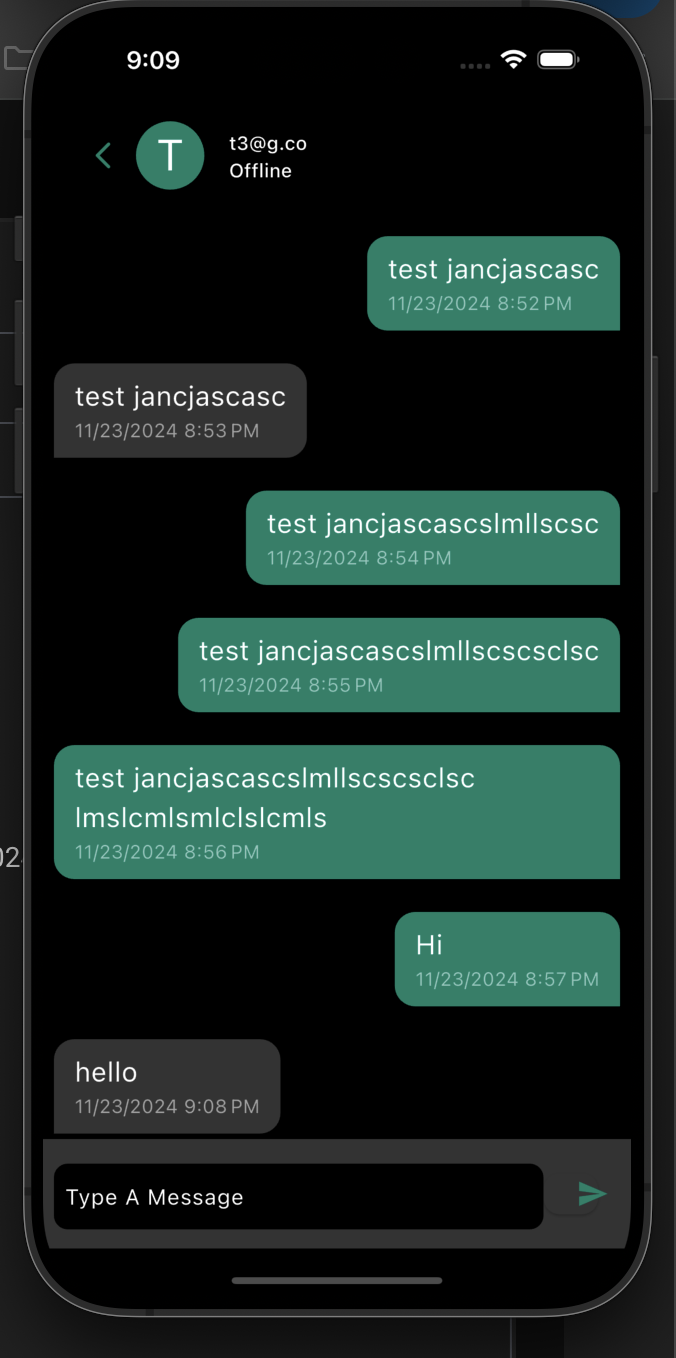 9:09
T
t3@g.co
Offline
test jancjascasc
11/23/2024 8:52 PM
test jancjascasc
11/23/2024 8:53 PM
test jancjascascslmllscsc
11/23/2024 8:54 PM
test jancjascascslmllscscsclsc
11/23/2024 8:55 PM
test jancjascascslmllscscsclsc
lmslcmlsmlclslcmls
11/23/2024 8:56 PM
Hi
11/23/2024 8:57 PM
hello
11/23/2024 9:08 PM
Type A Message